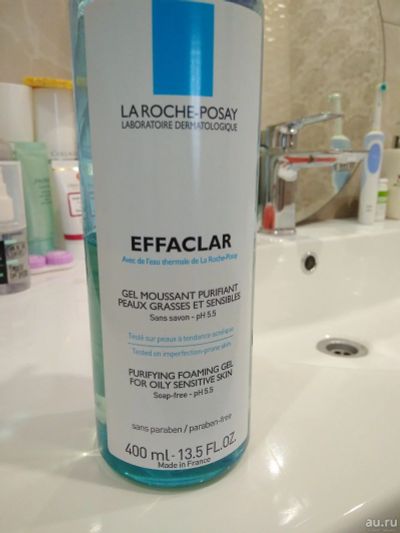 LA ROCHE-POSAY
LABORATOIRE DERMATOLOGIQUE
EFFACLAR
Avec de l'eau thermale de La Roche-Posay
GEL MOUSSANT PURIFIANT
PEAUX GRASSES ET SENSIBLES
Sans savon - pH 5.5
Testé sur peaux à tendance acnéique
Tested on imperfection-prone skin
PURIFYING FOAMING GEL
FOR OILY SENSITIVE SKIN
Soap-free - pH 5.5
sans paraben / paraben-free
400 ml - 13.5 FL.OZ.
Made in France
au.ru